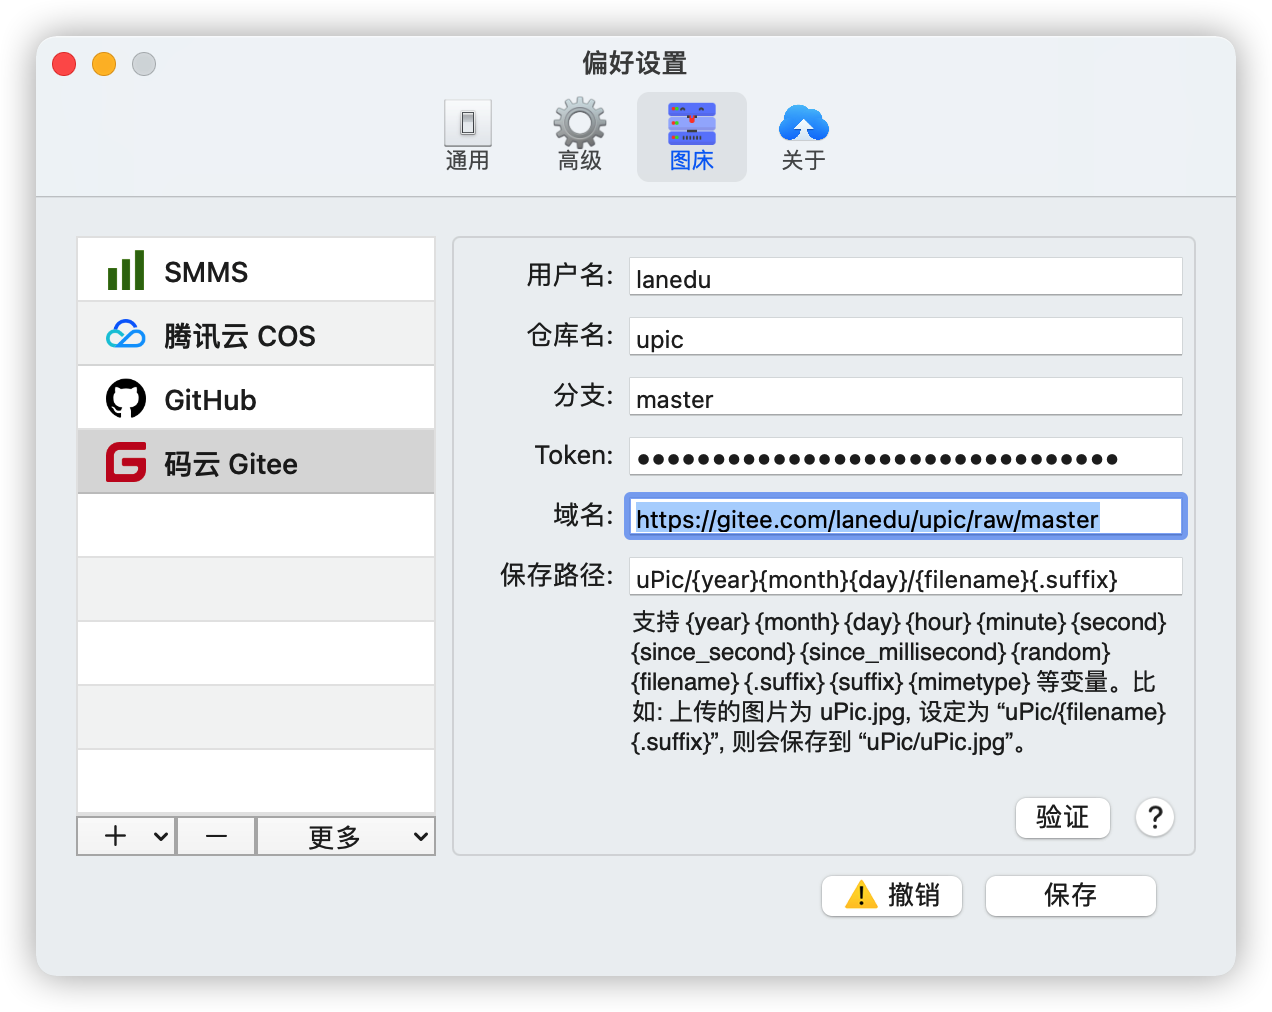 偏好设置
通用
高级
图床
关于
SMMS
腾讯云 COS
GitHub
码云 Gitee
+
—
更多
用户名:
lanedu
仓库名:
upic
分支:
master
Token:
••••••••••••••••••••••••••••••••
域名:
https://gitee.com/lanedu/upic/raw/master
保存路径:
uPic/{year}{month}{day}/{filename}{.suffix}
支持 {year} {month} {day} {hour} {minute} {second}
{since_second} {since_millisecond} {random}
{filename} {.suffix} {suffix} {mimetype} 等变量。比
如: 上传的图片为 uPic.jpg, 设定为 “uPic/{filename}
{.suffix}”, 则会保存到 “uPic/uPic.jpg”。
验证
?
撤销
保存